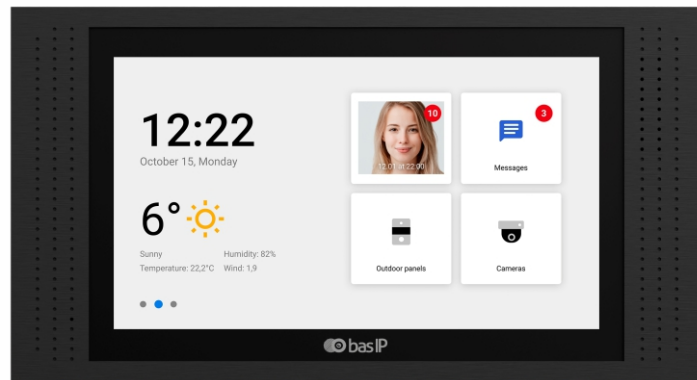 12:22
October 15, Monday
6°
Sunny
Humidity: 82%
Temperature: 22,2°C
Wind: 1,9
10
3
Messages
Outdoor panels
Cameras
bas IP